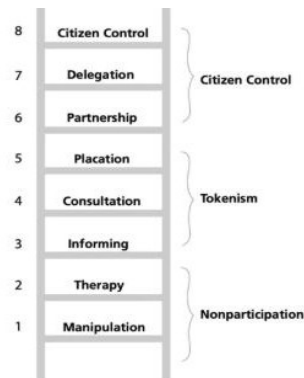 8 Citizen Control
7 Delegation
Citizen Control
6 Partnership
5 Placation
4 Consultation
Tokenism
3 Informing
2 Therapy
Nonparticipation
1 Manipulation